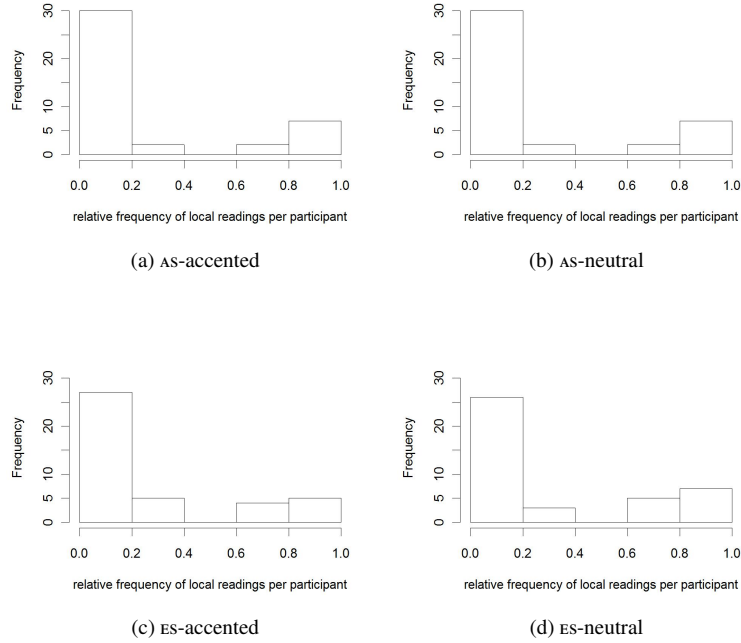 Frequency
30
20
10
5
0
0.0 0.2 0.4 0.6 0.8 1.0
relative frequency of local readings per participant
(a) AS-accented
Frequency
30
20
10
5
0
0.0 0.2 0.4 0.6 0.8 1.0
relative frequency of local readings per participant
(b) AS-neutral
Frequency
30
20
10
5
0
0.0 0.2 0.4 0.6 0.8 1.0
relative frequency of local readings per participant
(c) ES-accented
Frequency
30
20
10
5
0
0.0 0.2 0.4 0.6 0.8 1.0
relative frequency of local readings per participant
(d) ES-neutral